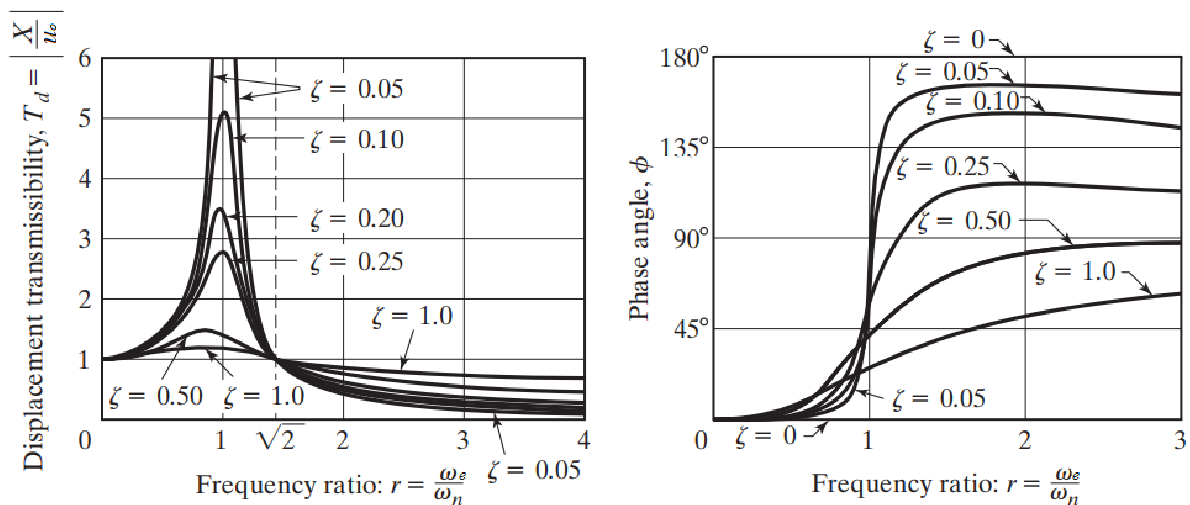 Displacement transmissibility, T_d = |X/u_e|
6
5
4
3
2
1
0
ζ = 0.05
ζ = 0.10
ζ = 0.20
ζ = 0.25
ζ = 1.0
ζ = 0.50
ζ = 1.0
1
√2
2
3
4
ζ = 0.05
Frequency ratio: r = ω_e/ω_n
Phase angle, ϕ
180°
135°
90°
45°
0
ζ = 0
ζ = 0.05
ζ = 0.10
ζ = 0.25
ζ = 0.50
ζ = 1.0
ζ = 0.05
ζ = 0
1
2
3
Frequency ratio: r = ω_e/ω_n